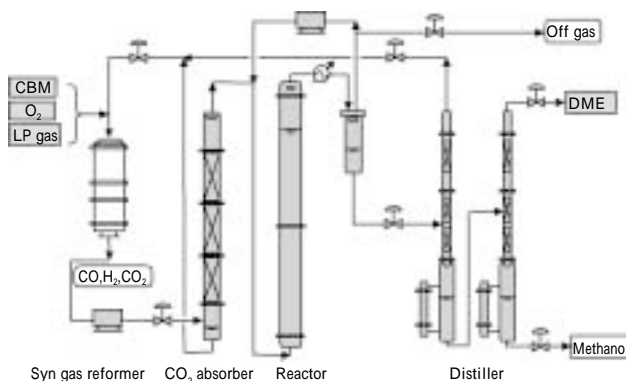 Off gas
CBM
O2
LP gas
DME
CO,H2,CO2
Methano
Syn gas reformer CO2 absorber Reactor Distiller